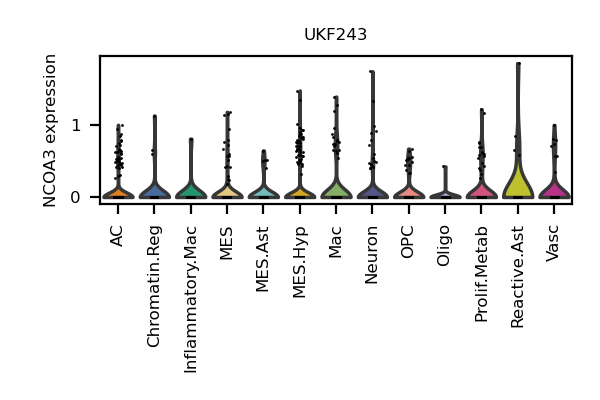 UKF243
NCOA3 expression
1
0
AC
Chromatin.Reg
Inflammatory.Mac
MES
MES.Ast
MES.Hyp
Mac
Neuron
OPC
Oligo
Prolif.Metab
Reactive.Ast
Vasc